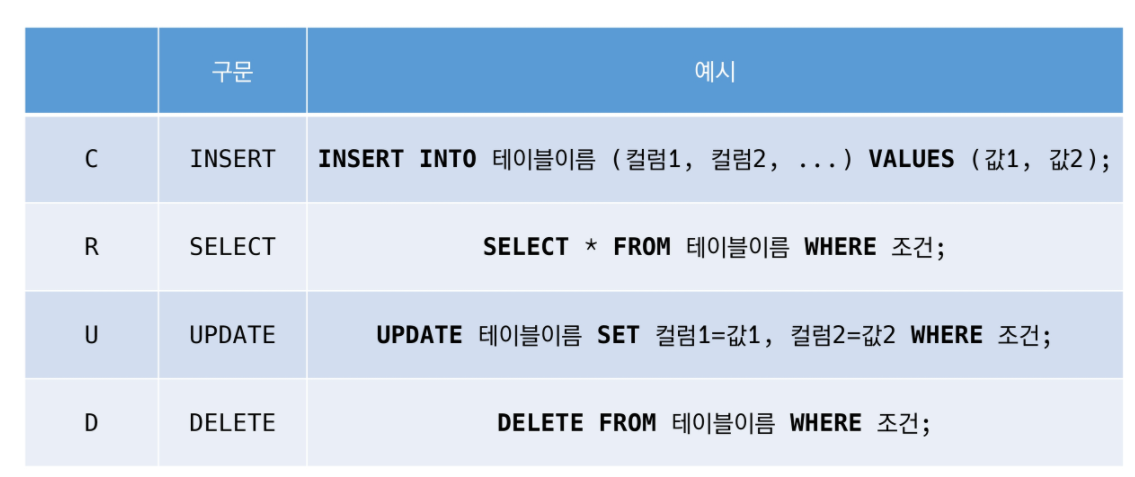 구문 예시
C INSERT INSERT INTO 테이블이름 (컬럼1, 컬럼2, ...) VALUES (값1, 값2);
R SELECT SELECT * FROM 테이블이름 WHERE 조건;
U UPDATE UPDATE 테이블이름 SET 컬럼1=값1, 컬럼2=값2 WHERE 조건;
D DELETE DELETE FROM 테이블이름 WHERE 조건;